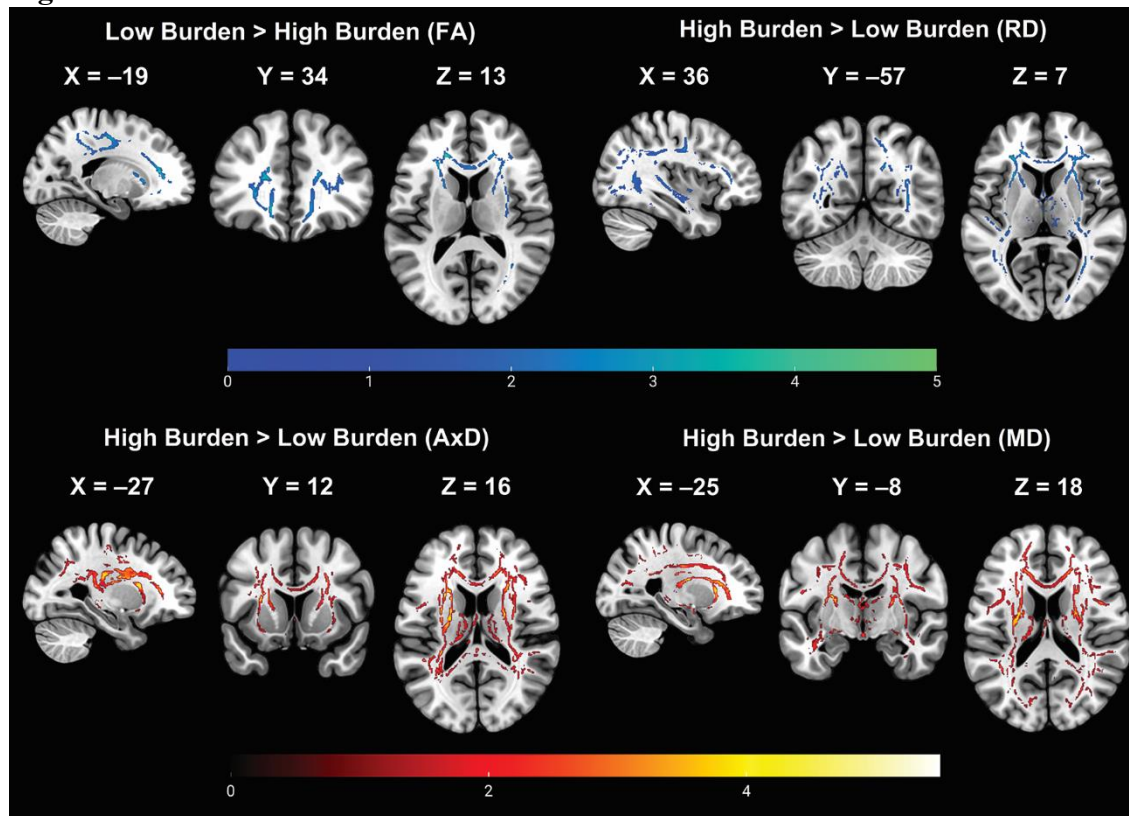 Low Burden > High Burden (FA)
X = –19 Y = 34 Z = 13
High Burden > Low Burden (RD)
X = 36 Y = –57 Z = 7
0 1 2 3 4 5
High Burden > Low Burden (AxD)
X = –27 Y = 12 Z = 16
High Burden > Low Burden (MD)
X = –25 Y = –8 Z = 18
0 2 4